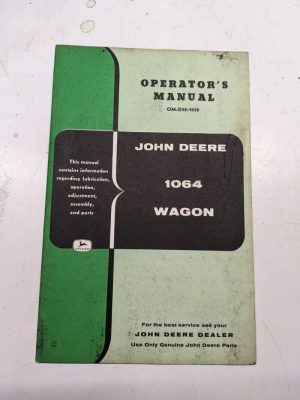 OPERATOR'S
MANUAL
This manual
contains information
regarding lubrication,
operation,
adjustment,
assembly,
and parts
JOHN DEERE
1064
WAGON
For the best service see your
JOHN DEERE DEALER
Use Only Genuine John Deere Parts